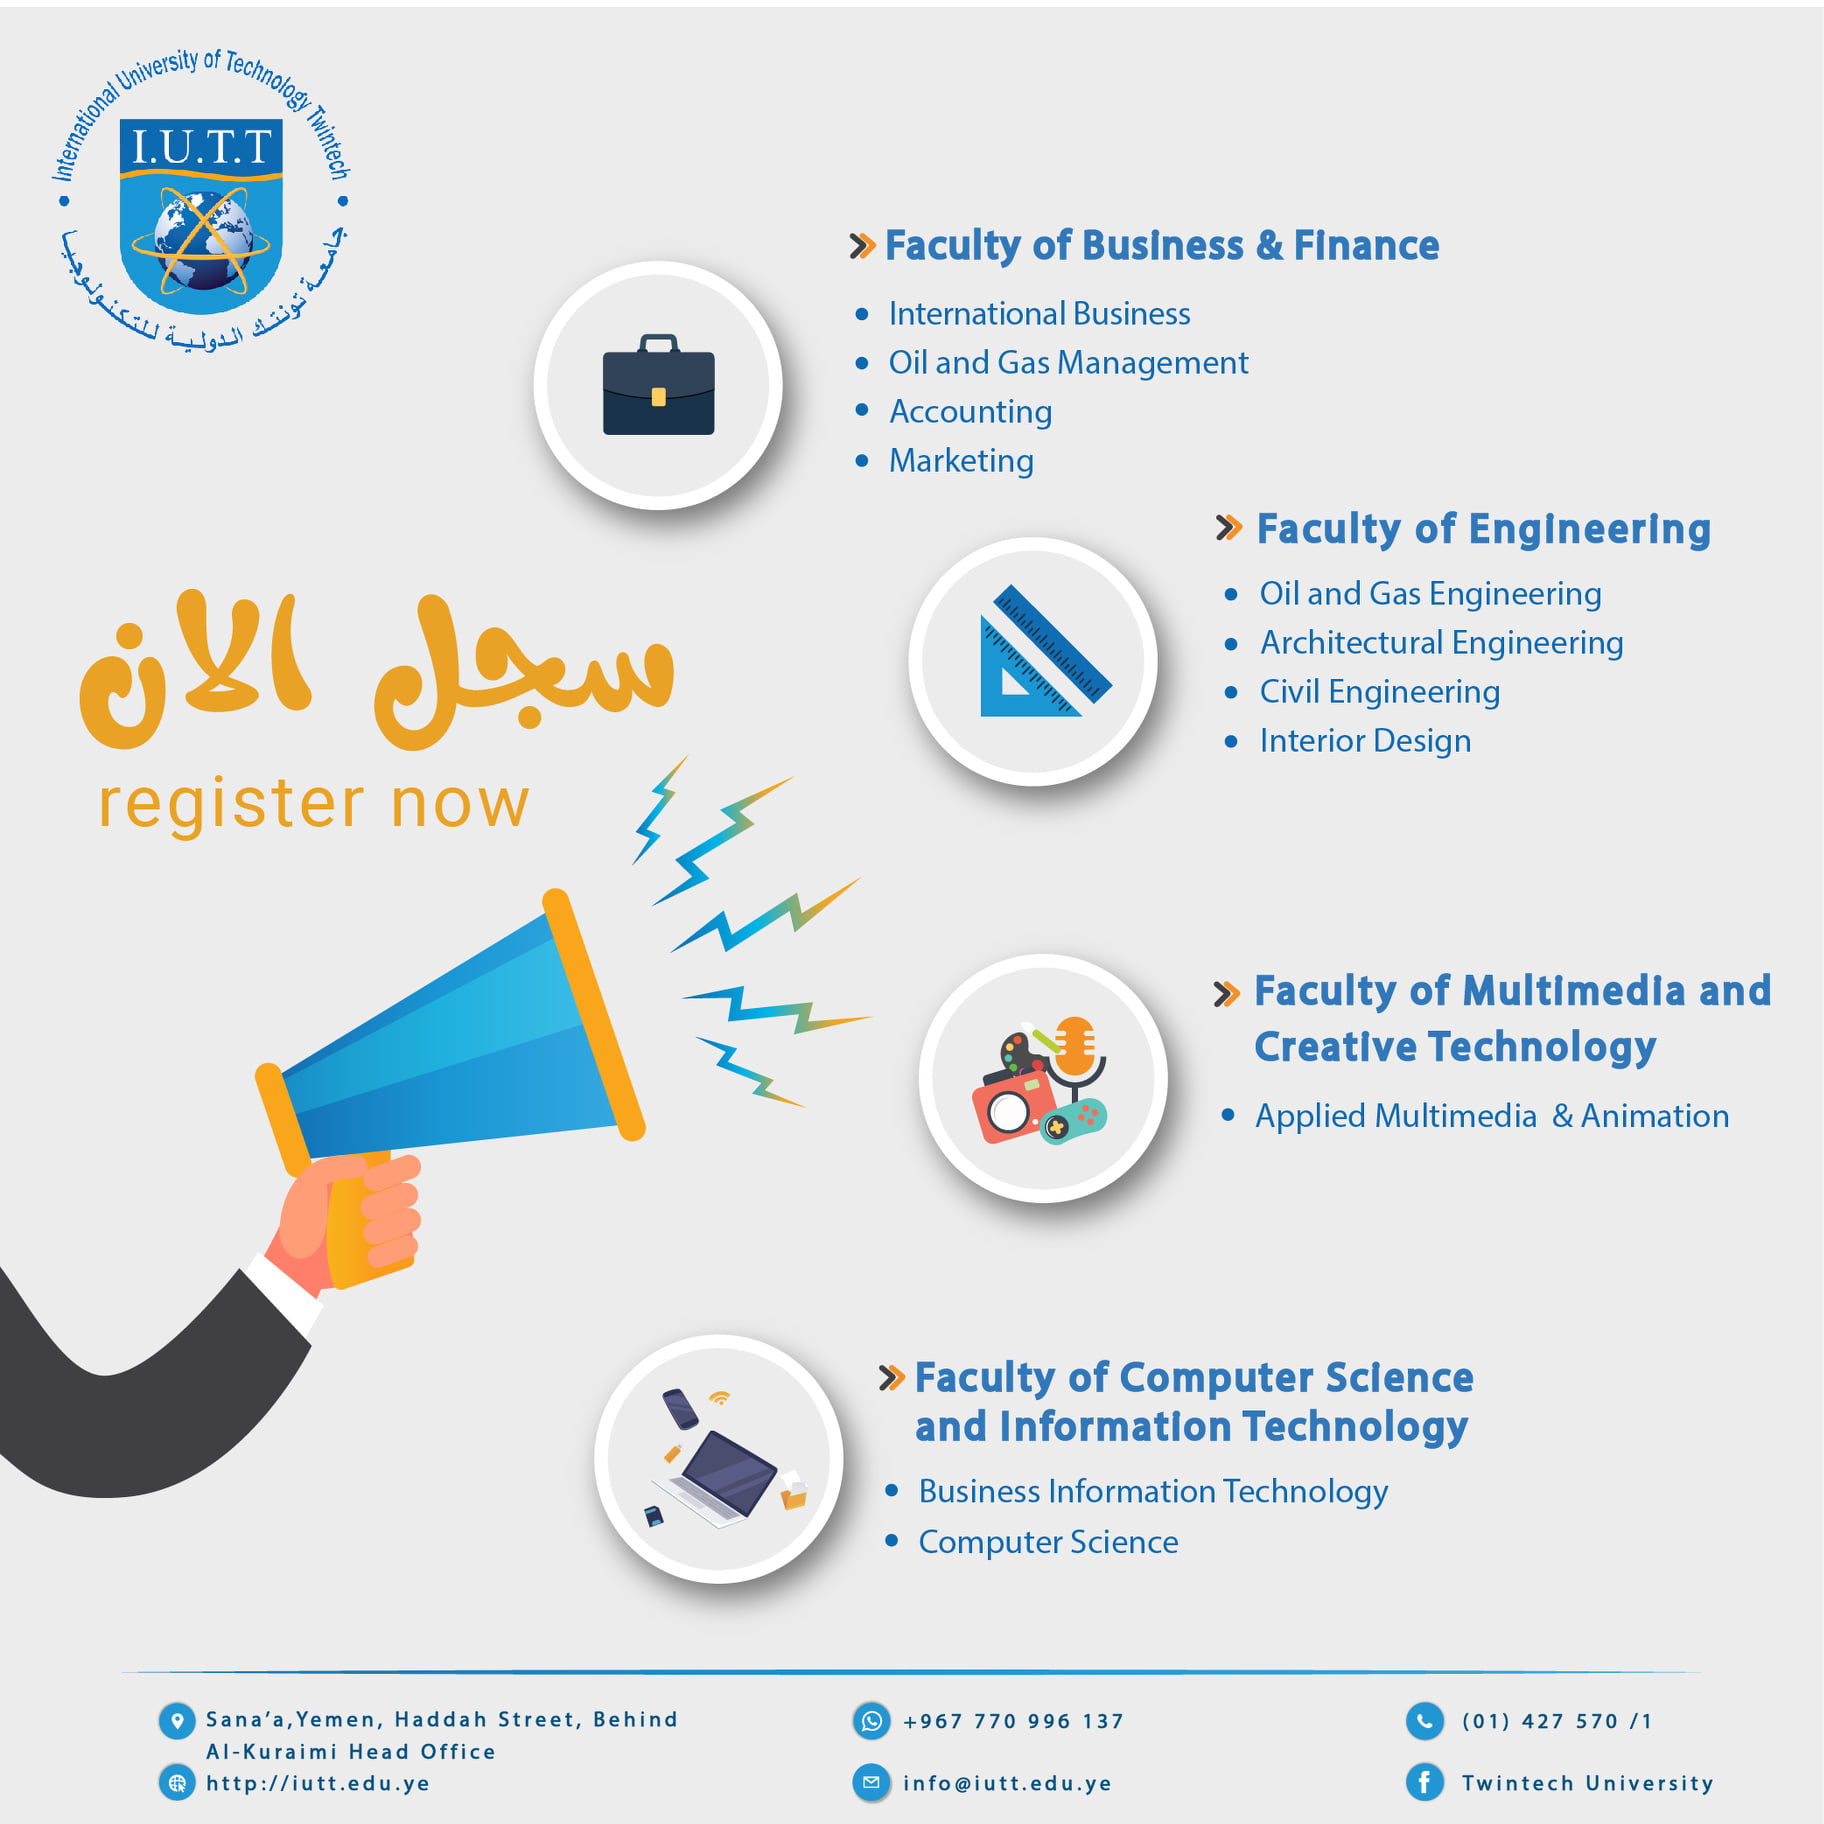 International University of Technology Twintech
I.U.T.T
جامعة تونتك الدولية للتكنولوجيا
Faculty of Business & Finance
International Business
Oil and Gas Management
Accounting
Marketing
Faculty of Engineering
Oil and Gas Engineering
Architectural Engineering
Civil Engineering
Interior Design
سجل الان
register now
Faculty of Multimedia and
Creative Technology
Applied Multimedia & Animation
Faculty of Computer Science
and Information Technology
Business Information Technology
Computer Science
Sana'a,Yemen, Haddah Street, Behind
Al-Kuraimi Head Office
http://iutt.edu.ye
+967 770 996 137
info@iutt.edu.ye
(01) 427 570 /1
Twintech University